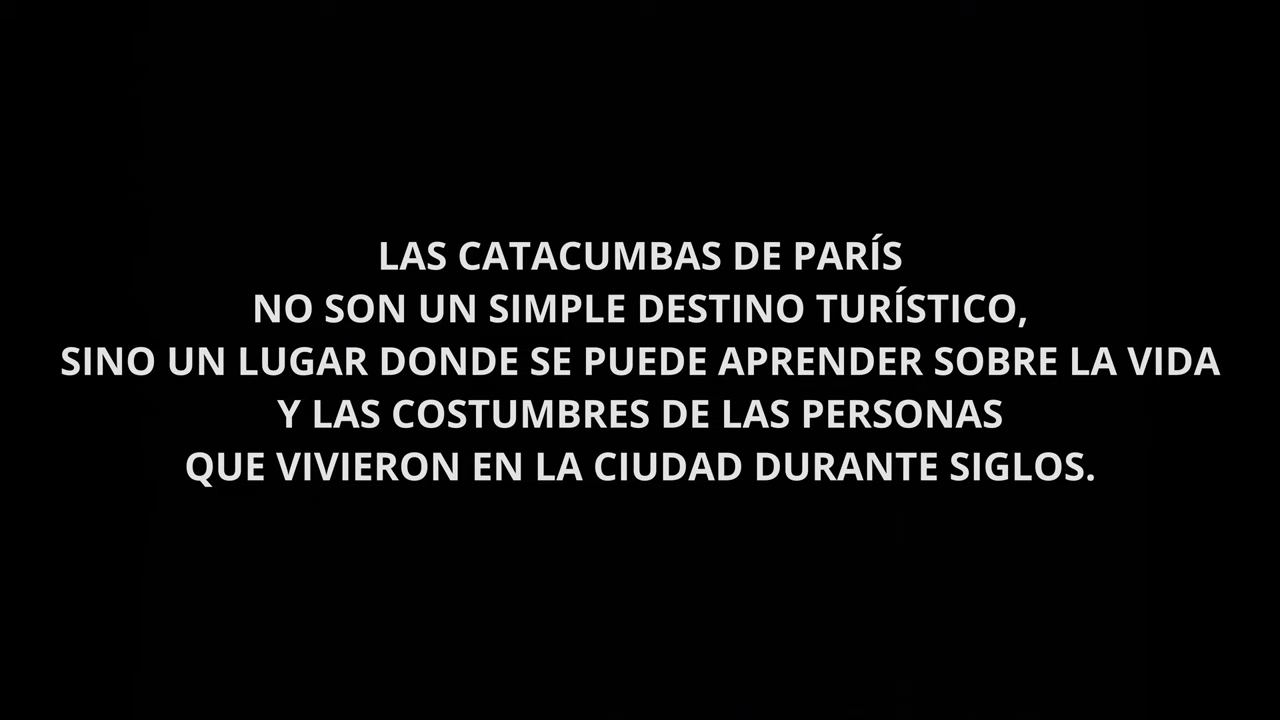 LAS CATACUMBAS DE PARÍS
NO SON UN SIMPLE DESTINO TURÍSTICO,
SINO UN LUGAR DONDE SE PUEDE APRENDER SOBRE LA VIDA
Y LAS COSTUMBRES DE LAS PERSONAS
QUE VIVIERON EN LA CIUDAD DURANTE SIGLOS.